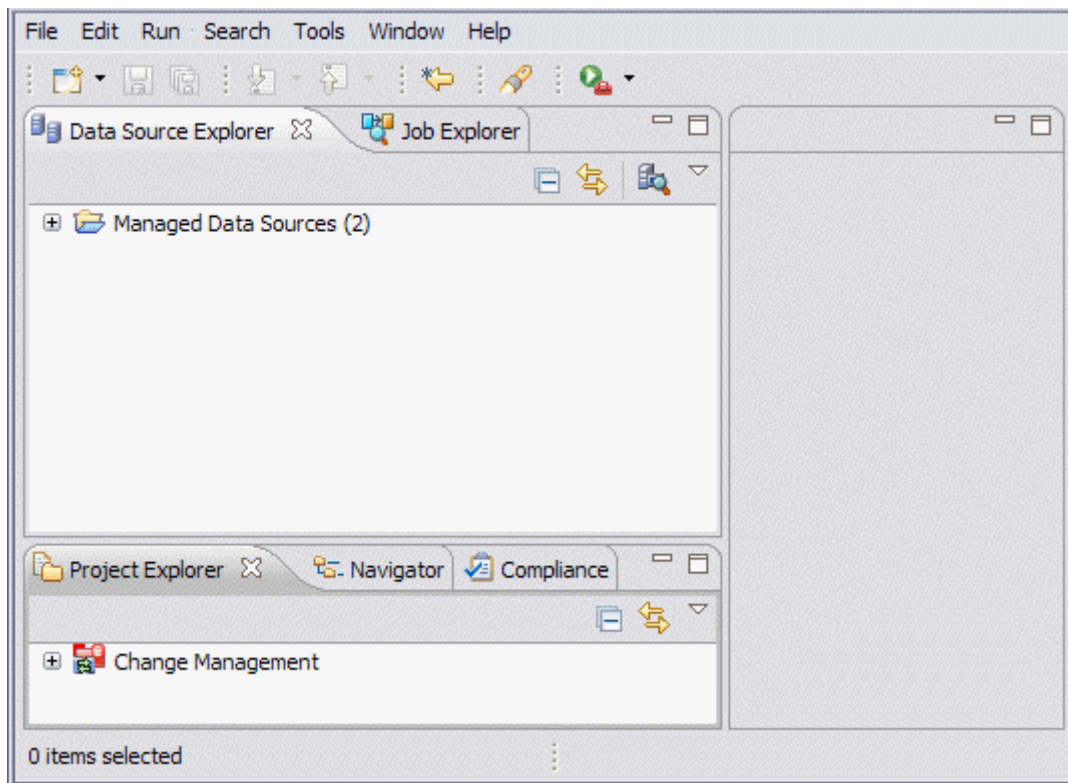 File Edit Run Search Tools Window Help
Data Source Explorer Job Explorer
Managed Data Sources (2)
Project Explorer Navigator Compliance
Change Management
0 items selected